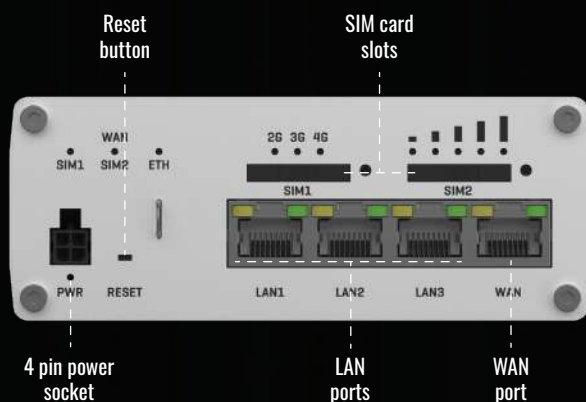 Reset
button
SIM card
slots
WAN
SIM1 SIM2 ETH
2G 3G 4G
SIM1 SIM2
PWR RESET LAN1 LAN2 LAN3 WAN
4 pin power
socket
LAN
ports
WAN
port